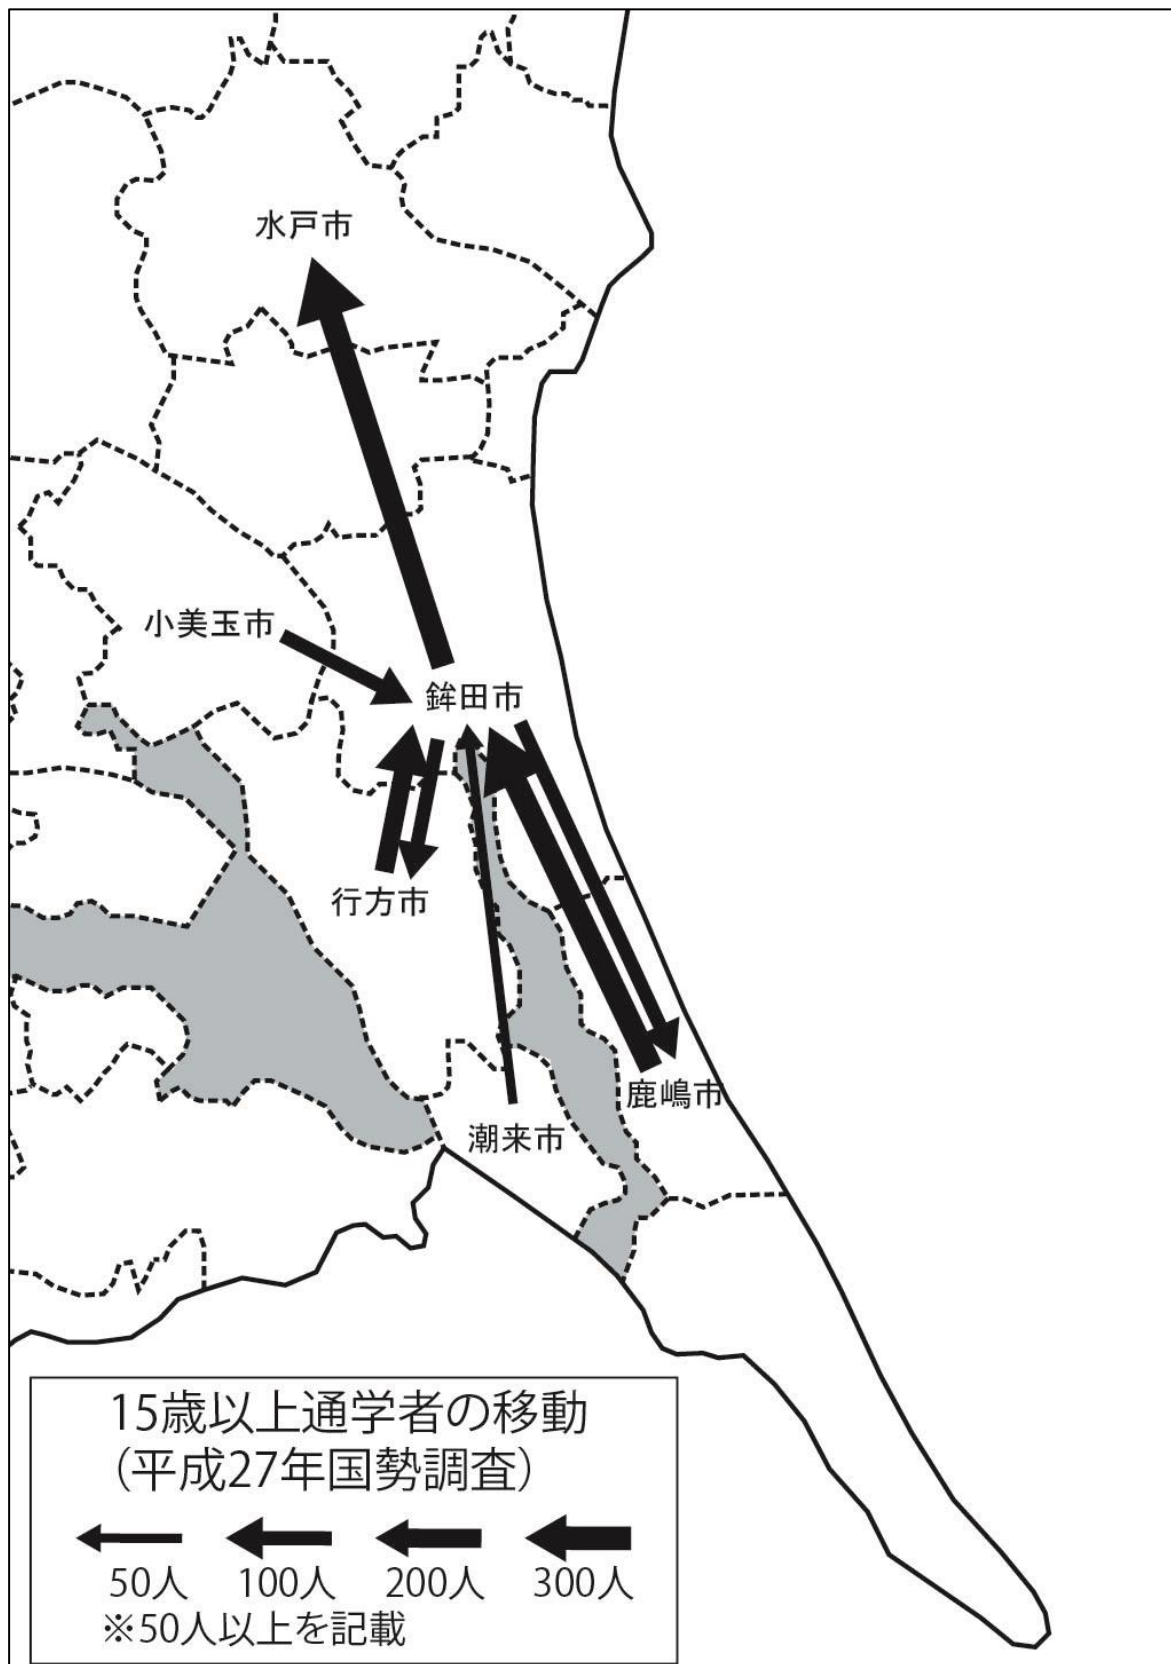 水戸市
小美玉市
鉾田市
行方市
鹿嶋市
潮来市
15歳以上通学者の移動
（平成27年国勢調査）
50人 100人 200人 300人
※50人以上を記載